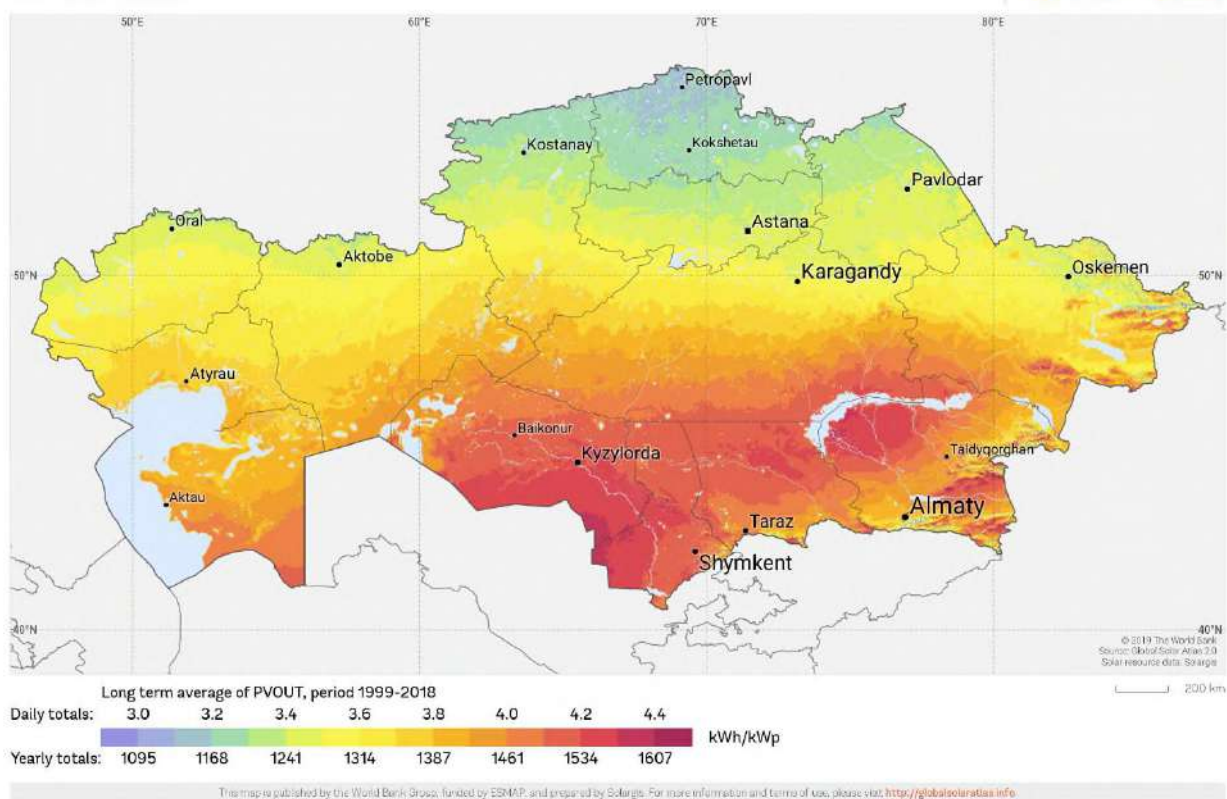 50°E 60°E 70°E 80°E
Petropavl
Kostanay
Kokshetau
Pavlodar
Oral
Astana
Aktobe
Karagandy
Oskemen
50°N 50°N
Atyrau
Baikonur
Kyzylorda
Taldyqorghan
Aktau
Almaty
Taraz
Shymkent
40°N 40°N
© 2019 The World Bank
Source: Global Solar Atlas 2.0
Solar resource data: Solargis
200 km
Long term average of PVOUT, period 1999-2018
Daily totals: 3.0 3.2 3.4 3.6 3.8 4.0 4.2 4.4
kWh/kWp
Yearly totals: 1095 1168 1241 1314 1387 1461 1534 1607
This map is published by the World Bank Group, funded by ESMAP, and prepared by Solargis. For more information and terms of use, please visit http://globalsolaratlas.info.